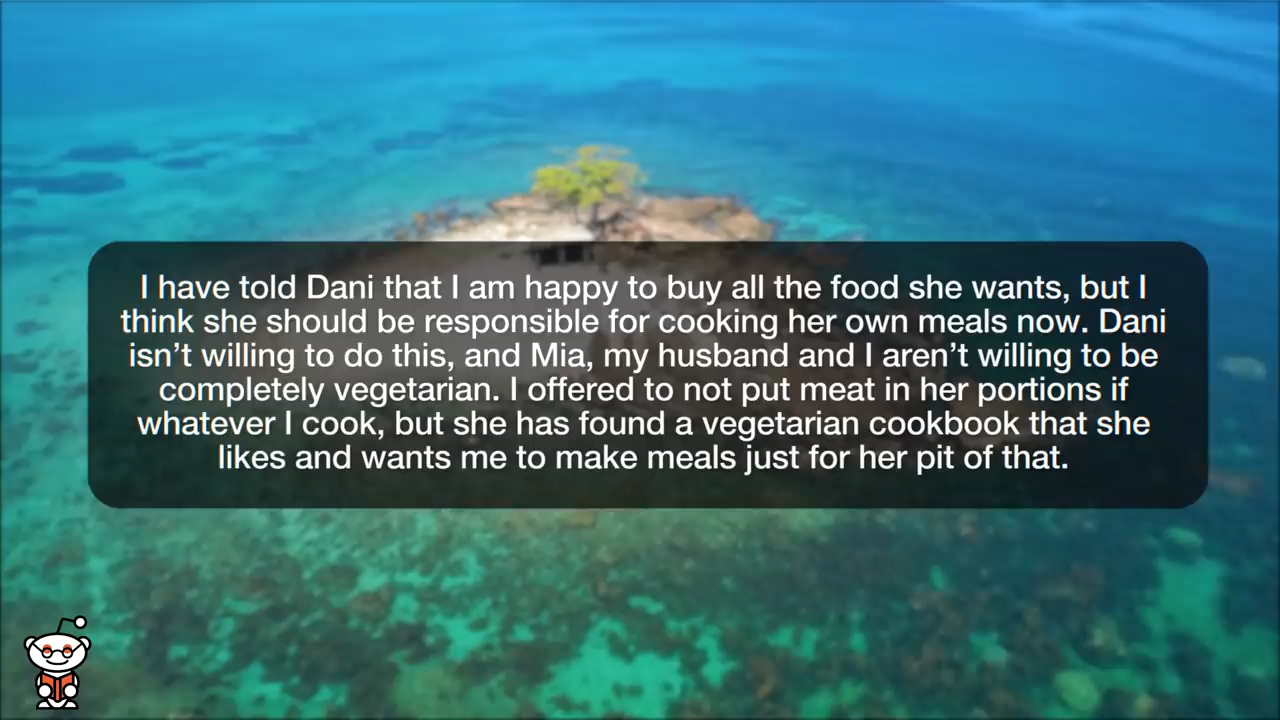 I have told Dani that I am happy to buy all the food she wants, but I
think she should be responsible for cooking her own meals now. Dani
isn’t willing to do this, and Mia, my husband and I aren’t willing to be
completely vegetarian. I offered to not put meat in her portions if
whatever I cook, but she has found a vegetarian cookbook that she
likes and wants me to make meals just for her pit of that.